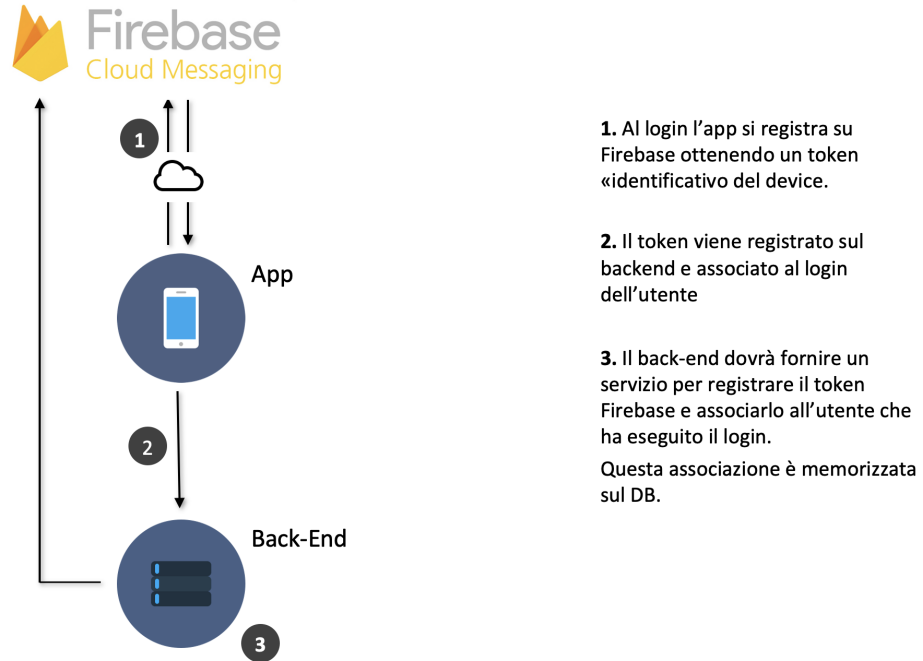 Firebase
Cloud Messaging
1
App
2
Back-End
3
1. Al login l’app si registra su
Firebase ottenendo un token
«identificativo del device.
2. Il token viene registrato sul
backend e associato al login
dell’utente
3. Il back-end dovrà fornire un
servizio per registrare il token
Firebase e associarlo all’utente che
ha eseguito il login.
Questa associazione è memorizzata
sul DB.